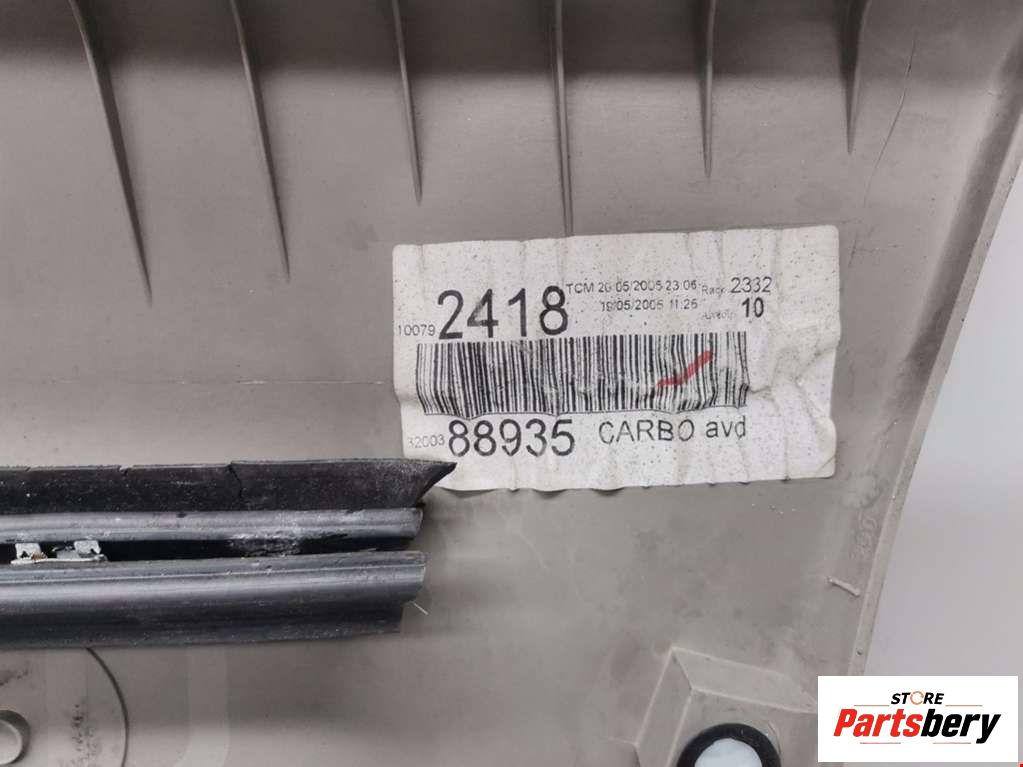 10079 2418 TCM 20/05/2005 23:06 Rack 2332
19/05/2005 11:25 10
32003 88935 CARBO avd
STORE
Partsbery